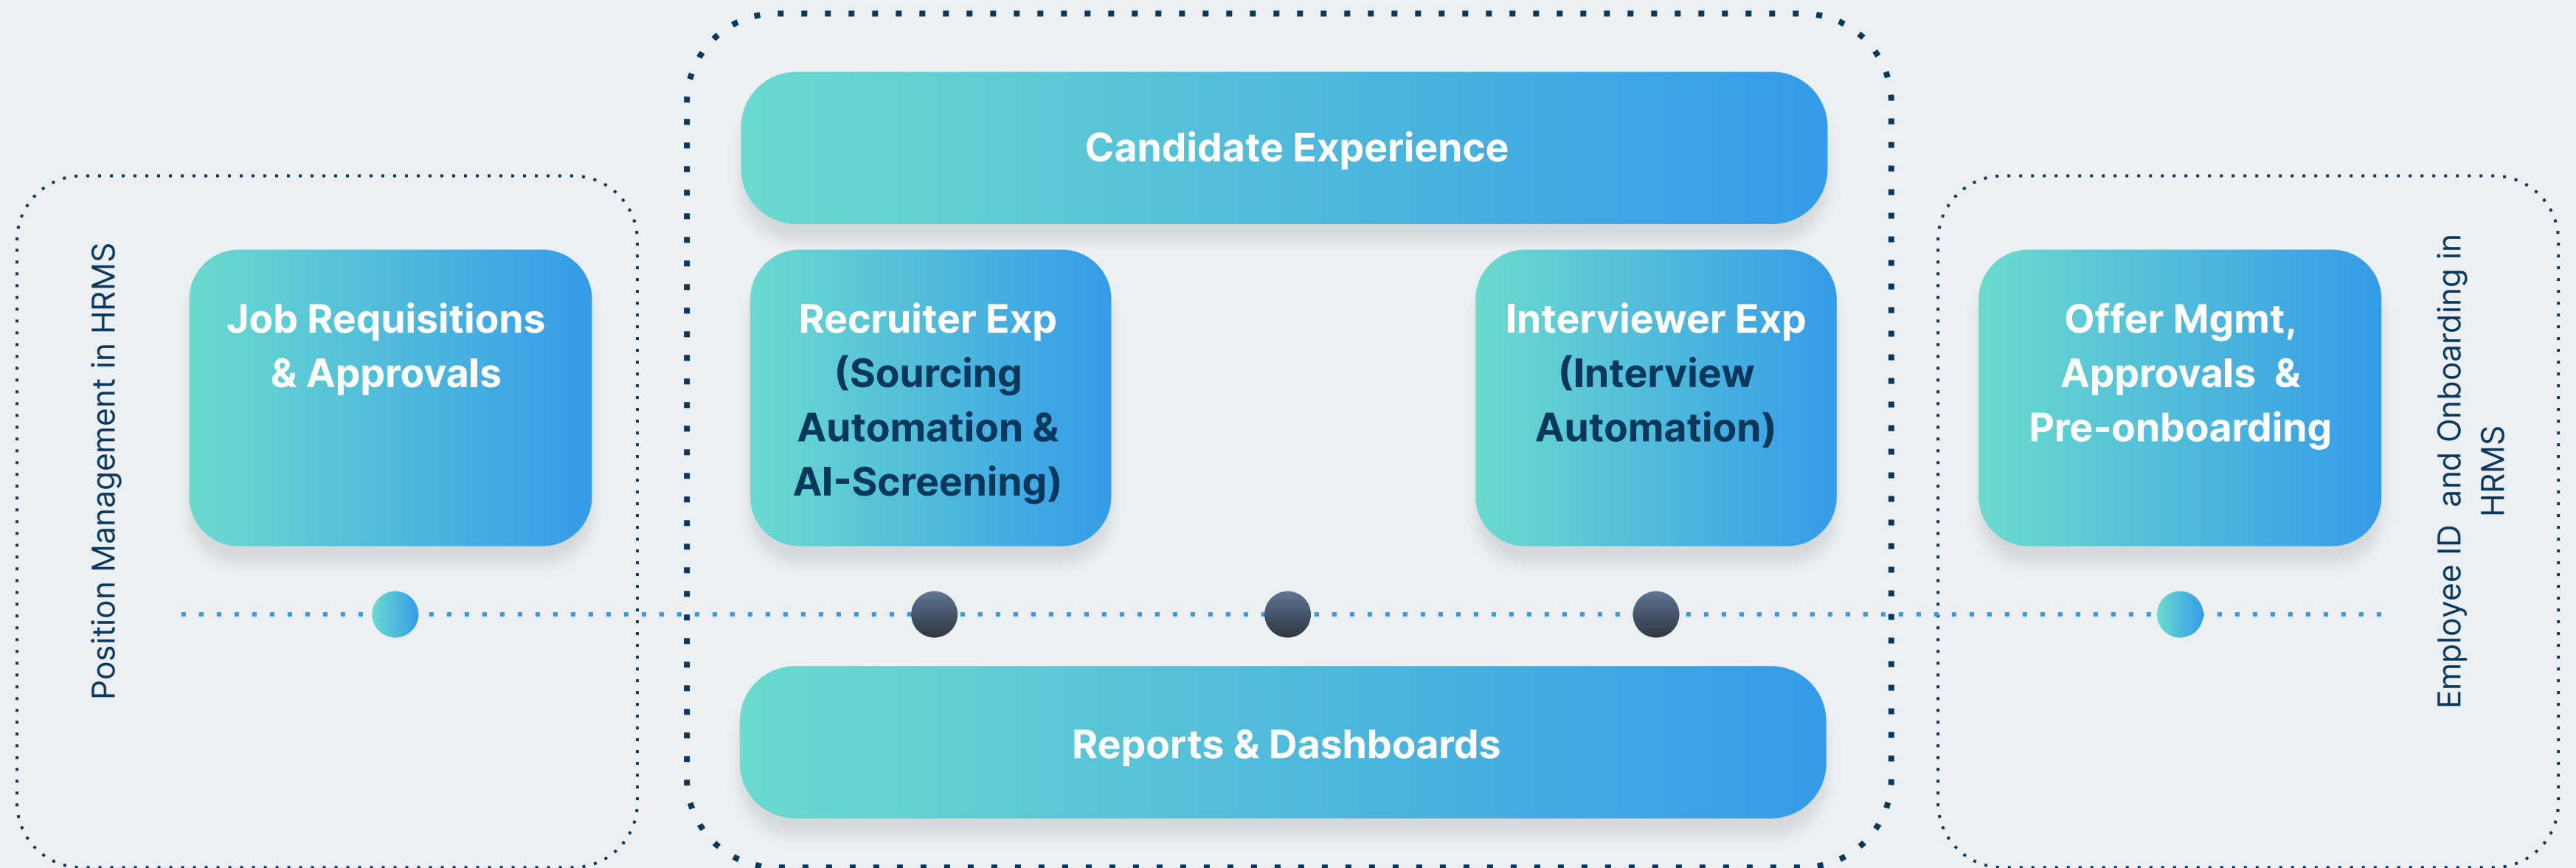 Candidate Experience
Position Management in HRMS
Job Requisitions
& Approvals
Recruiter Exp
(Sourcing
Automation &
AI-Screening)
Interviewer Exp
(Interview
Automation)
Offer Mgmt,
Approvals &
Pre-onboarding
Employee ID and Onboarding in
HRMS
Reports & Dashboards